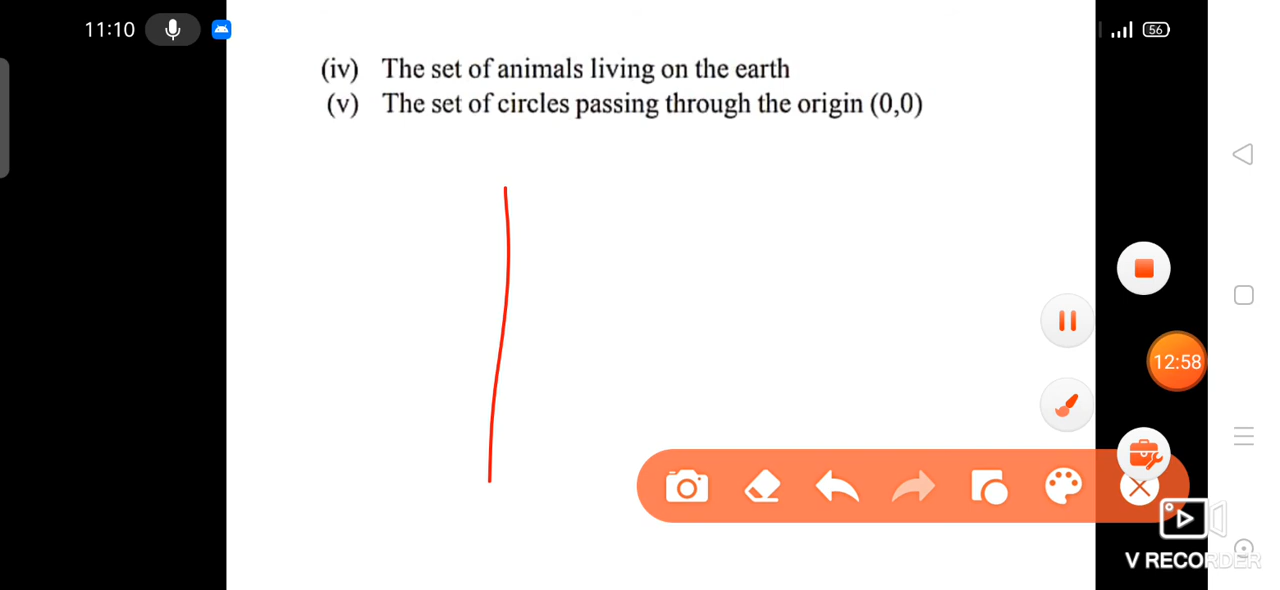 11:10
56
(iv) The set of animals living on the earth
(v) The set of circles passing through the origin (0,0)
12:58
V RECORDER